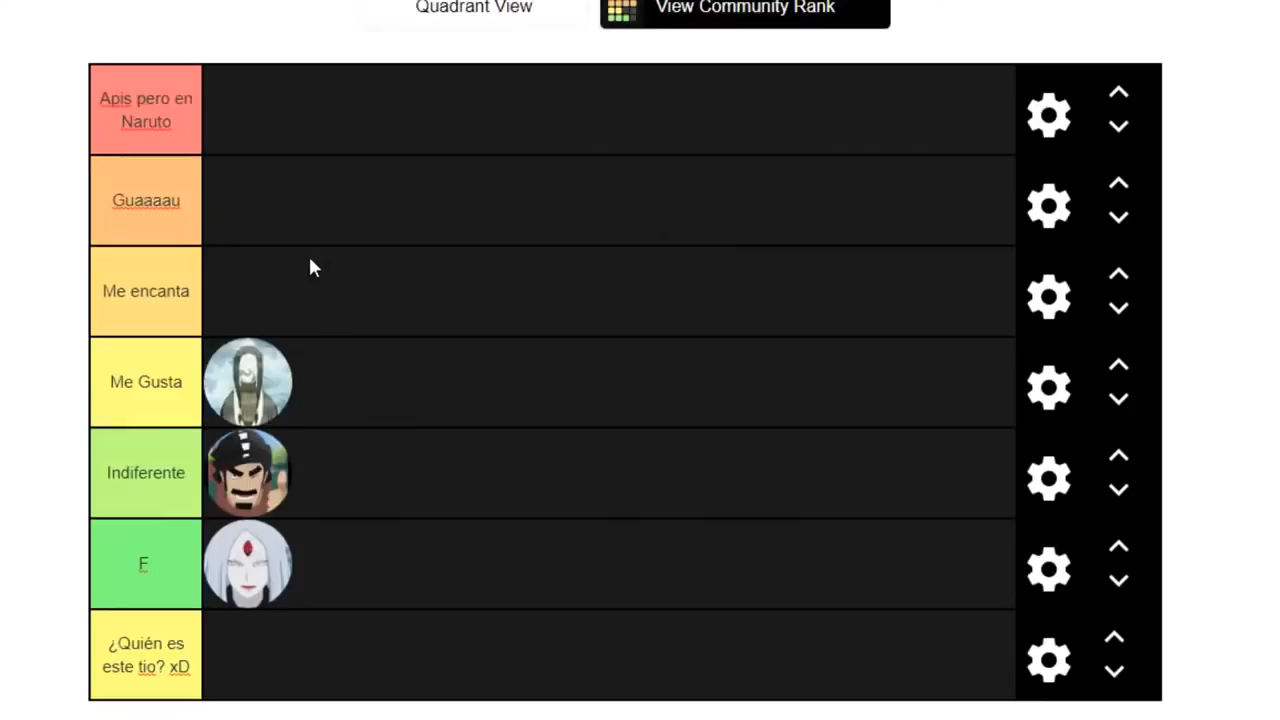 Quadrant View
View Community Rank
Apis pero en
Naruto
Guaaaau
Me encanta
Me Gusta
Indiferente
F
¿Quién es
este tio? xD